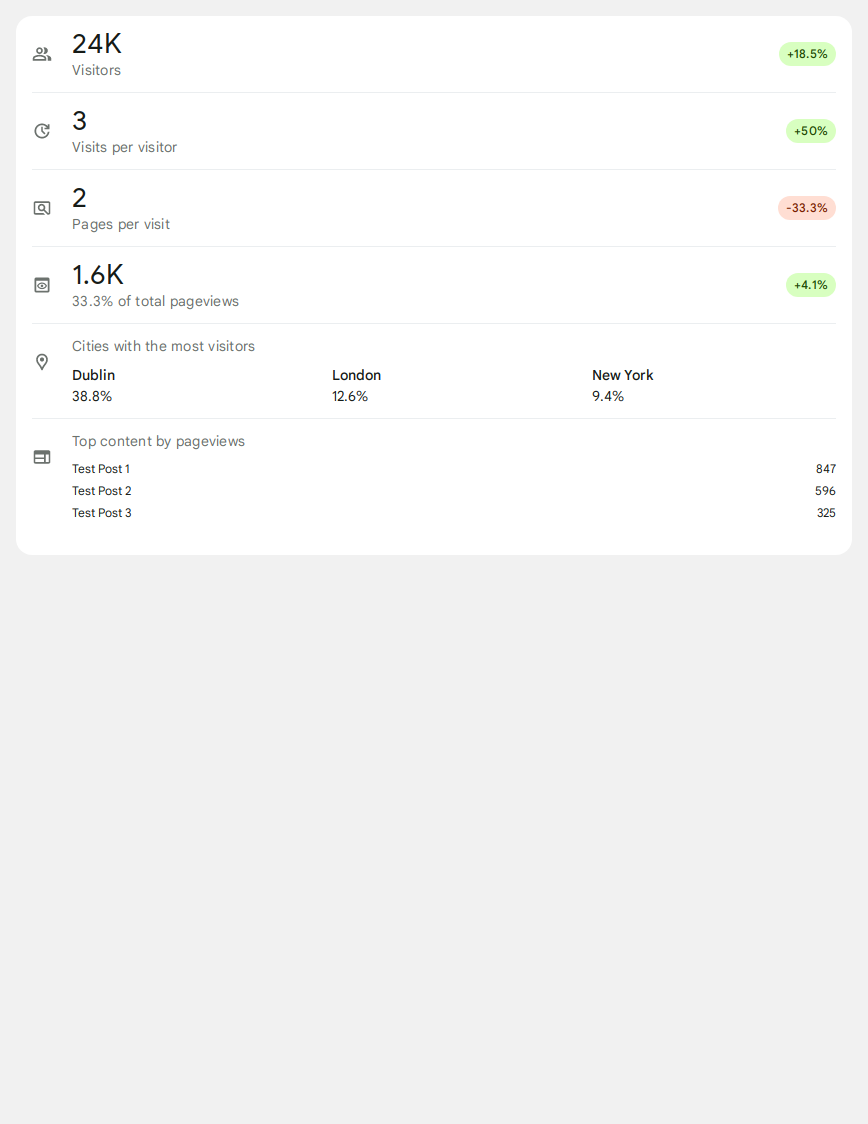 24K
Visitors
+18.5%
3
Visits per visitor
+50%
2
Pages per visit
-33.3%
1.6K
33.3% of total pageviews
+4.1%
Cities with the most visitors
Dublin London New York
38.8% 12.6% 9.4%
Top content by pageviews
Test Post 1 847
Test Post 2 596
Test Post 3 325